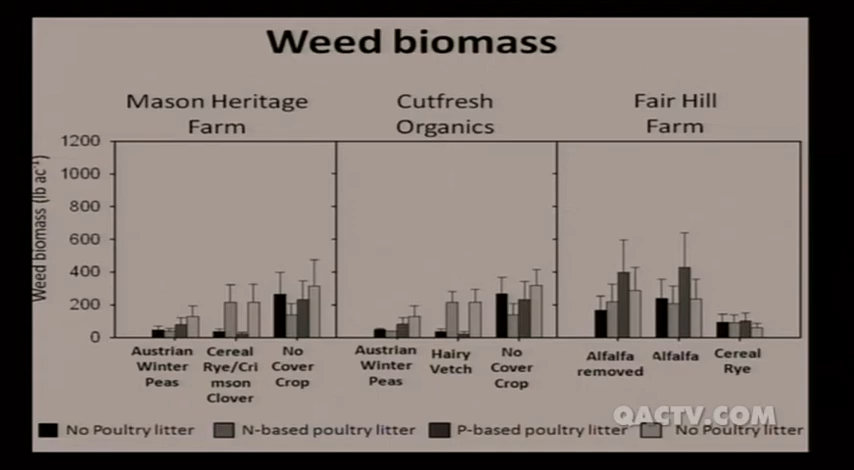 Weed biomass
Mason Heritage Farm
Cutfresh Organics
Fair Hill Farm
Weed biomass (lb ac⁻¹)
1200
1000
800
600
400
200
0
Austrian Winter Peas
Cereal Rye/Cri mson Clover
No Cover Crop
Austrian Winter Peas
Hairy Vetch
No Cover Crop
Alfalfa removed
Alfalfa
Cereal Rye
QACTV.COM
No Poultry litter
N-based poultry litter
P-based poultry litter
No Poultry litter